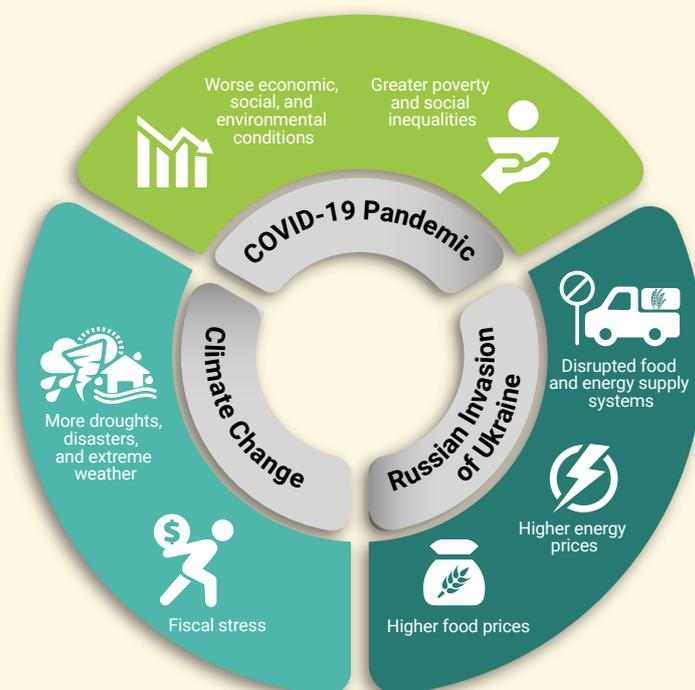 Worse economic,
social, and
environmental
conditions
Greater poverty
and social
inequalities
COVID-19 Pandemic
Climate Change
Russian Invasion
of Ukraine
More droughts,
disasters,
and extreme
weather
$
Fiscal stress
Disrupted food
and energy supply
systems
Higher energy
prices
Higher food prices